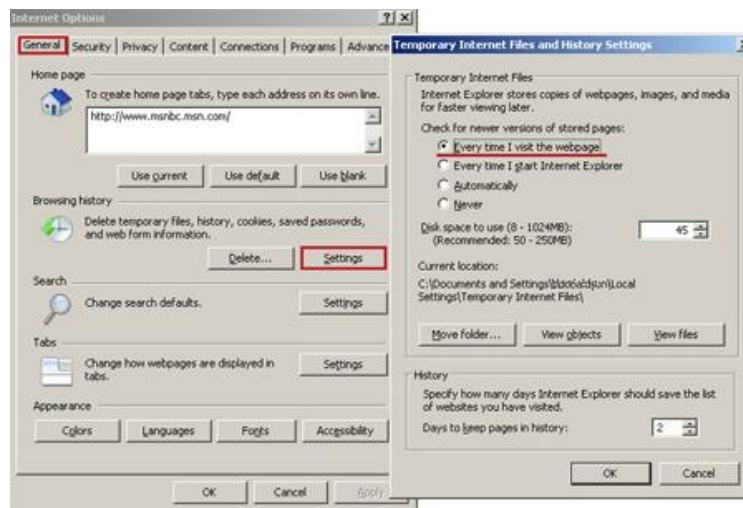 Internet Options
General Security Privacy Content Connections Programs Advance
Home page
To create home page tabs, type each address on its own line.
http://www.msnbc.msn.com/
Use current Use default Use blank
Browsing history
Delete temporary files, history, cookies, saved passwords,
and web form information.
Delete... Settings
Search
Change search defaults. Settings
Tabs
Change how webpages are displayed in
tabs.
Settings
Appearance
Colors Languages Fonts Accessibility
OK Cancel Apply
Temporary Internet Files and History Settings
Temporary Internet Files
Internet Explorer stores copies of webpages, images, and media
for faster viewing later.
Check for newer versions of stored pages:
Every time I visit the webpage
Every time I start Internet Explorer
Automatically
Never
Disk space to use (8 - 1024MB):
(Recommended: 50 - 250MB)
45
Current location:
C:\Documents and Settings\ \Local
Settings\Temporary Internet Files\
Move folder... View objects View files
History
Specify how many days Internet Explorer should save the list
of websites you have visited.
Days to keep pages in history: 2
OK Cancel